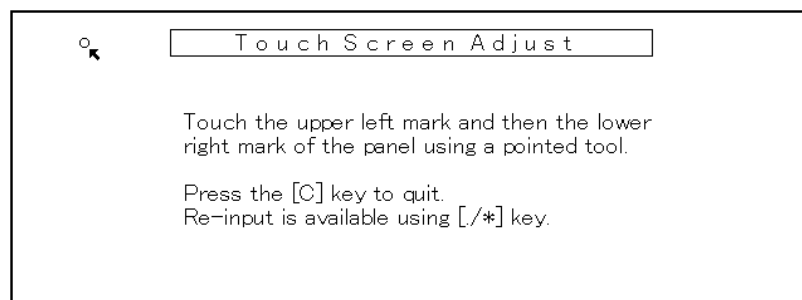 Touch Screen Adjust
Touch the upper left mark and then the lower
right mark of the panel using a pointed tool.
Press the [C] key to quit.
Re-input is available using [./*] key.